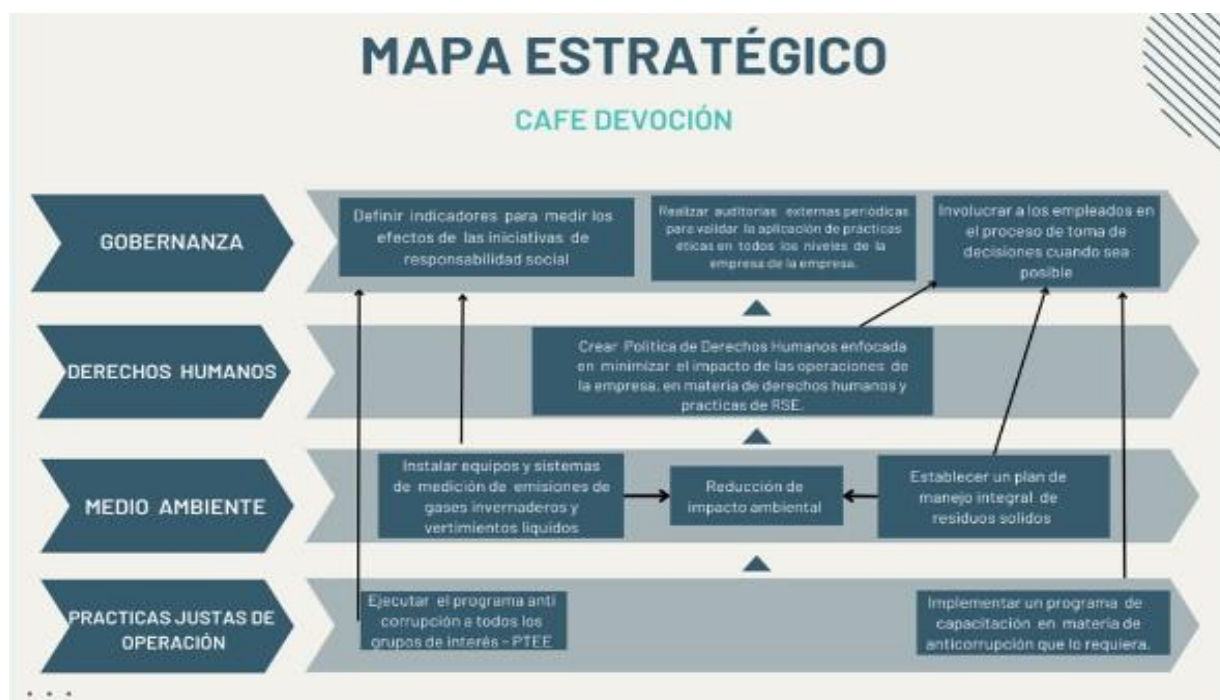 MAPA ESTRATÉGICO
CAFE DEVOCIÓN
GOBERNANZA
Definir indicadores para medir los
efectos de las iniciativas de
responsabilidad social
Realizar auditorias externas periódicas
para validar la aplicación de prácticas
éticas en todos los niveles de la
empresa de la empresa.
Involucrar a los empleados en
el proceso de toma de
decisiones cuando sea
posible
DERECHOS HUMANOS
Crear Política de Derechos Humanos enfocada
en minimizar el impacto de las operaciones de
la empresa, en materia de derechos humanos y
practicas de RSE.
MEDIO AMBIENTE
Instalar equipos y sistemas
de medición de emisiones de
gases invernaderos y
vertimientos líquidos
Reducción de
impacto ambiental
Establecer un plan de
manejo integral de
residuos solidos
PRACTICAS JUSTAS DE
OPERACIÓN
Ejecutar el programa anti
corrupción a todos los
grupos de interés - PTEE
Implementar un programa de
capacitación en materia de
anticorrupción que lo requiera.